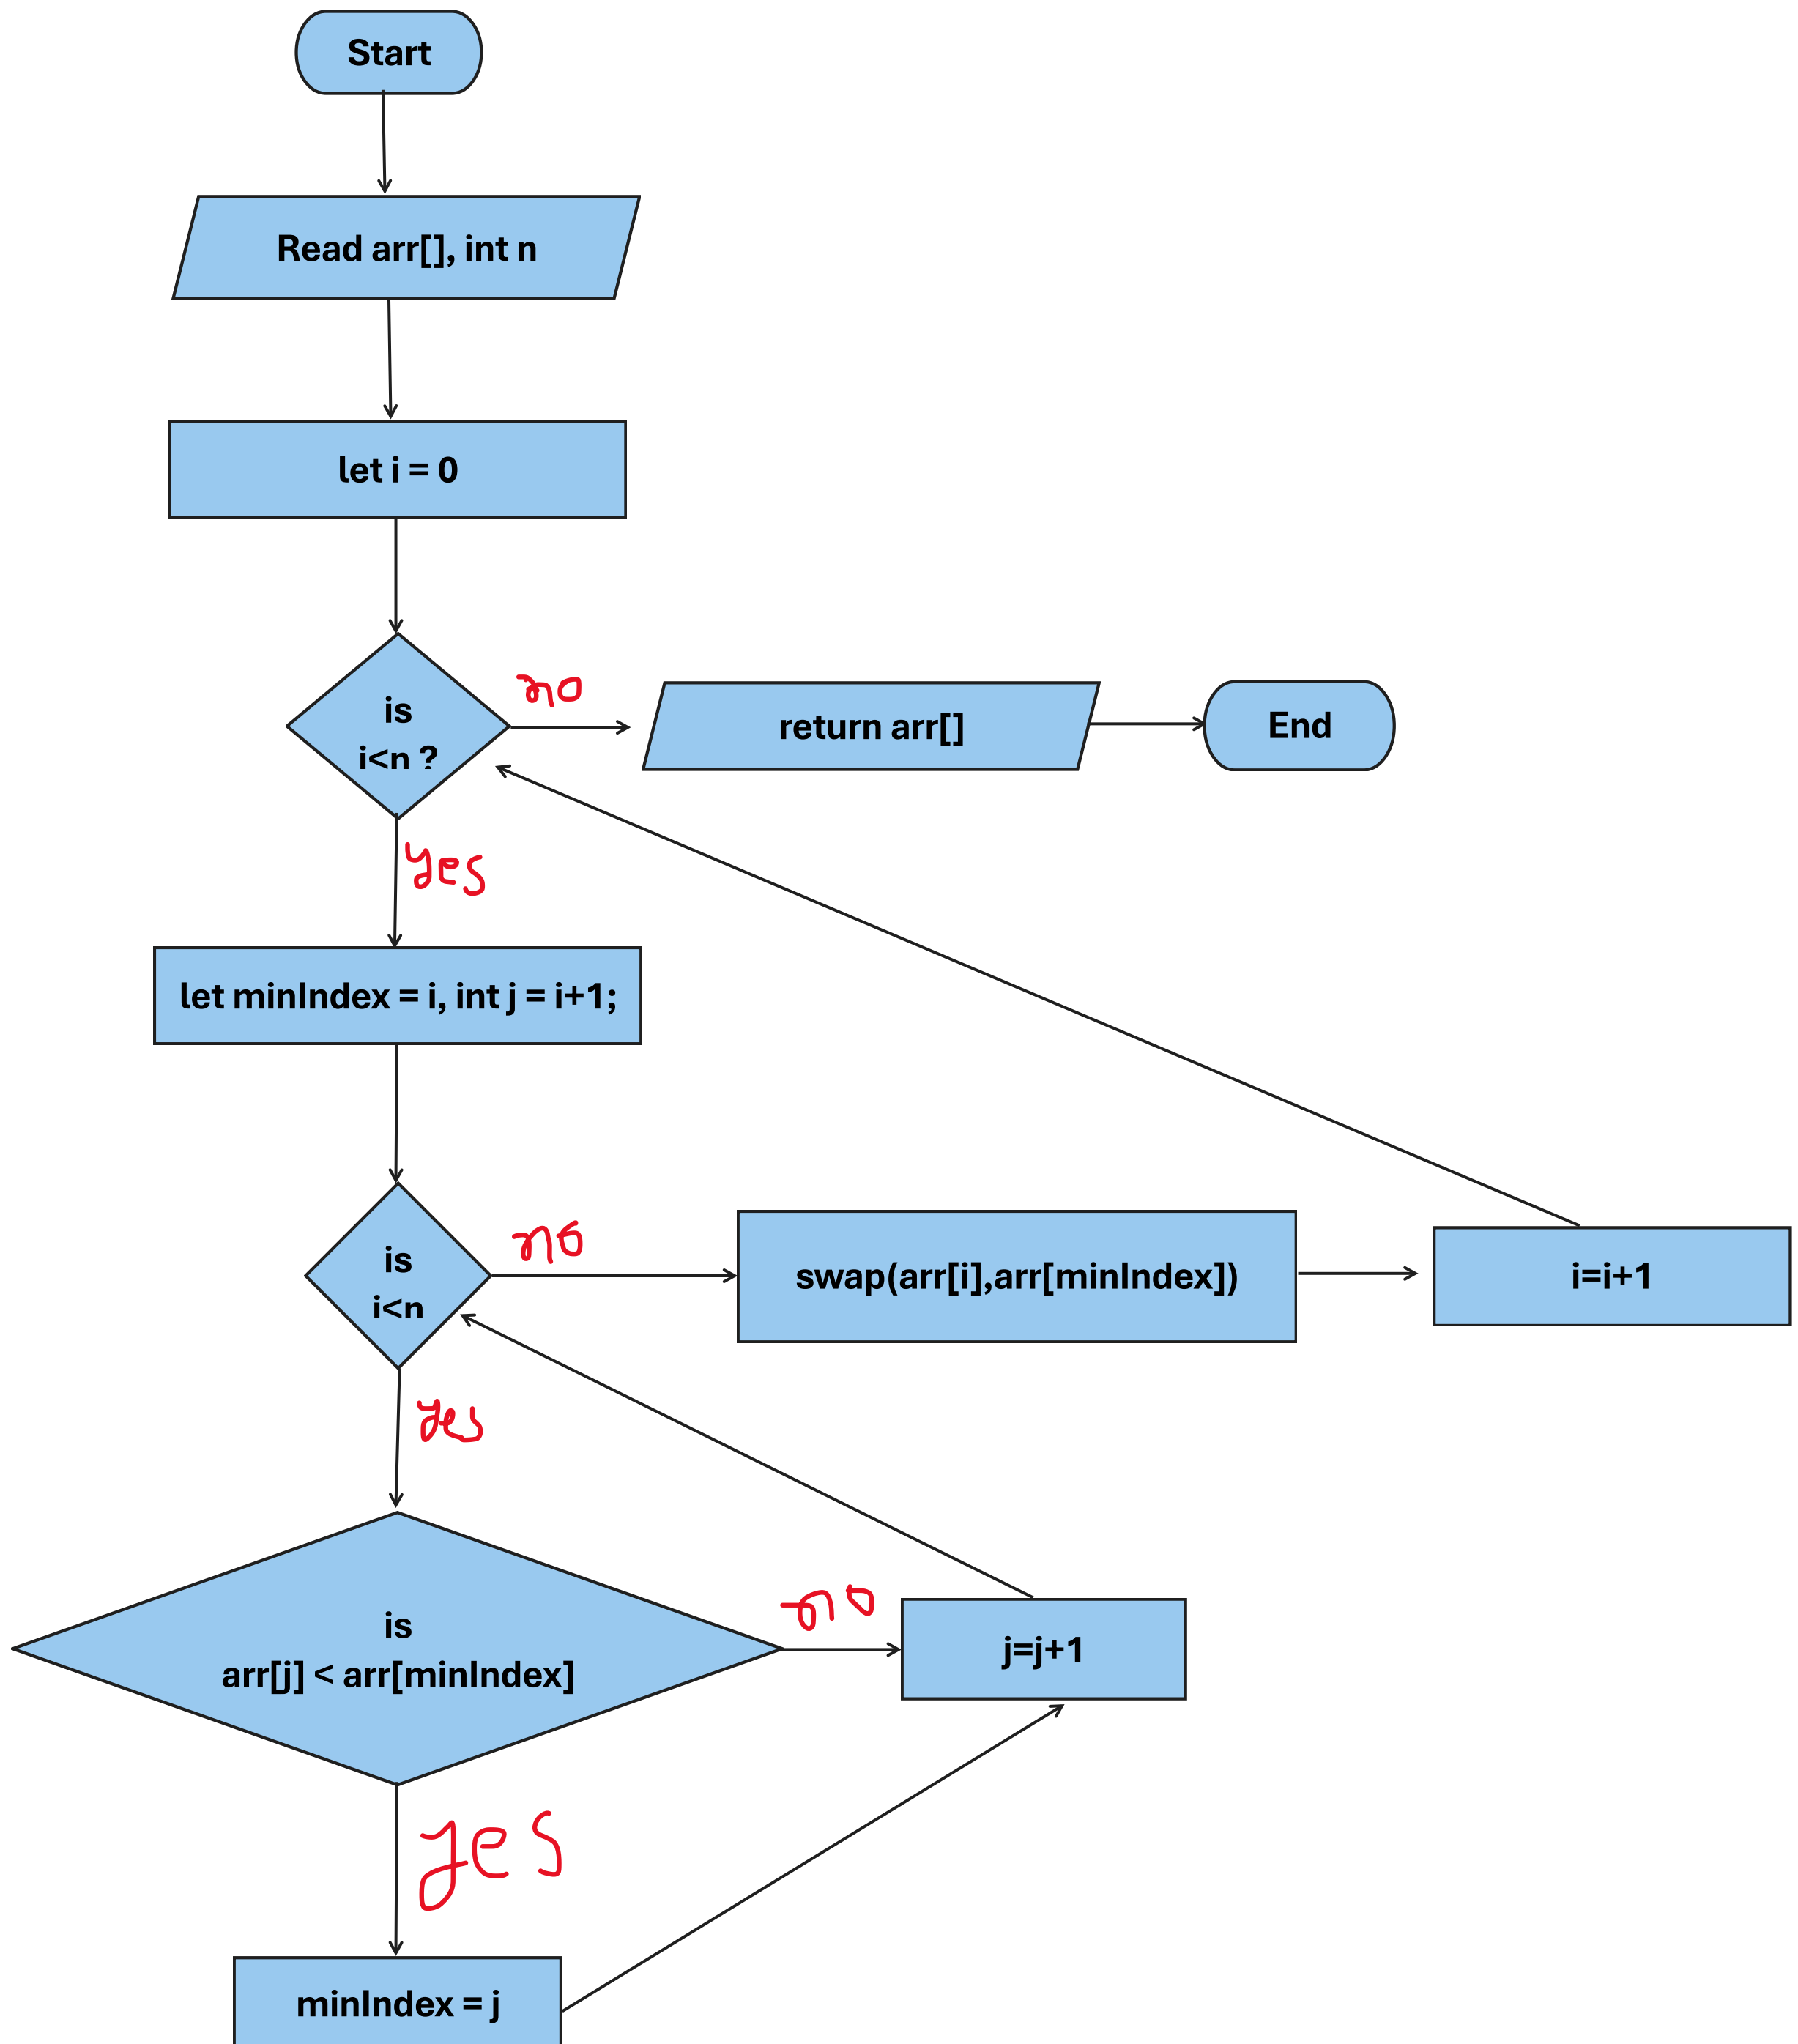 Start
Read arr[], int n
let i = 0
is
i<n ?
no
return arr[]
End
yes
let minIndex = i, int j = i+1;
is
i<n
no
swap(arr[i],arr[minIndex])
i=i+1
yes
is
arr[j] < arr[minIndex]
no
j=j+1
yes
minIndex = j